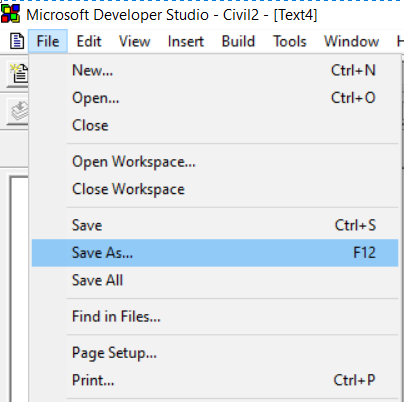 Microsoft Developer Studio - Civil2 - [Text4]
File Edit View Insert Build Tools Window
New... Ctrl+N
Open... Ctrl+O
Close
Open Workspace...
Close Workspace
Save Ctrl+S
Save As... F12
Save All
Find in Files...
Page Setup...
Print... Ctrl+P